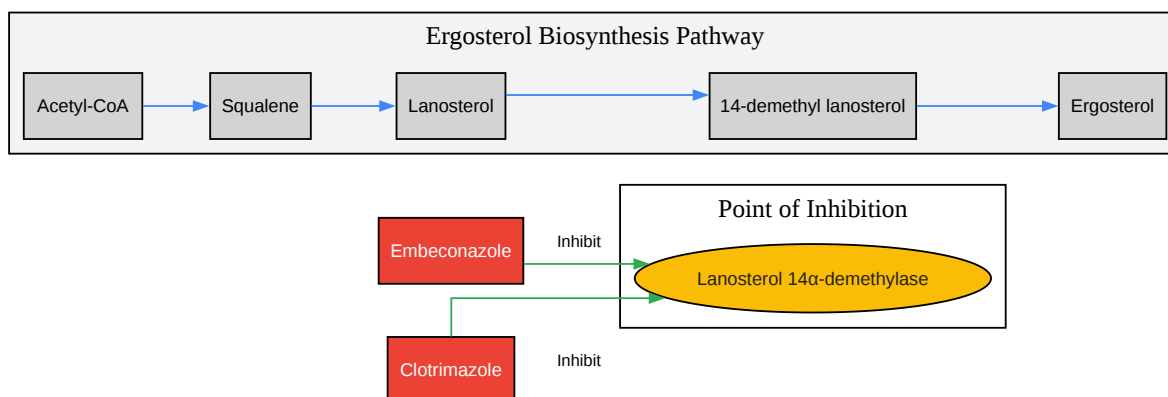 Ergosterol Biosynthesis Pathway
Acetyl-CoA
Squalene
Lanosterol
14-demethyl lanosterol
Ergosterol
Point of Inhibition
Embeconazole
Inhibit
Lanosterol 14α-demethylase
Clotrimazole
Inhibit